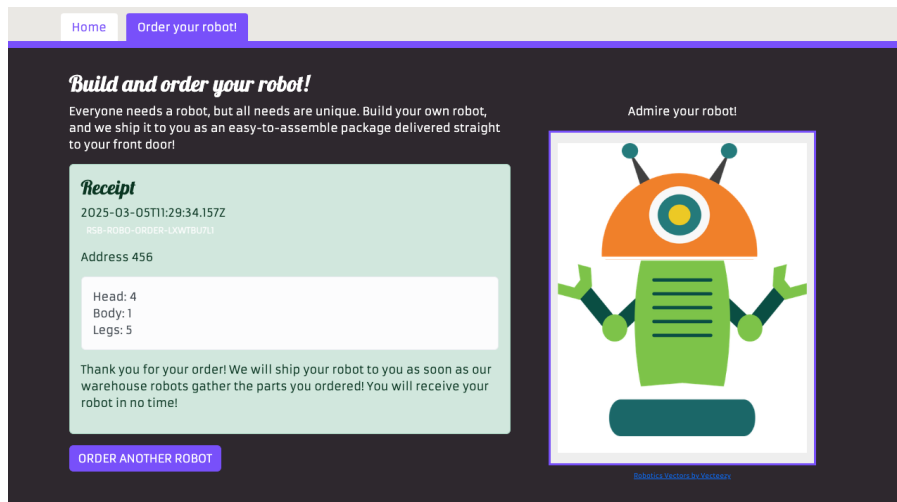 Home
Order your robot!
Build and order your robot!
Everyone needs a robot, but all needs are unique. Build your own robot,
and we ship it to you as an easy-to-assemble package delivered straight
to your front door!
Admire your robot!
Receipt
2025-03-05T11:29:34.157Z
RSB-ROBO-ORDER-LXWTBU7L1
Address 456
Head: 4
Body: 1
Legs: 5
Thank you for your order! We will ship your robot to you as soon as our
warehouse robots gather the parts you ordered! You will receive your
robot in no time!
ORDER ANOTHER ROBOT
Robotics Vectors by Vecteezy